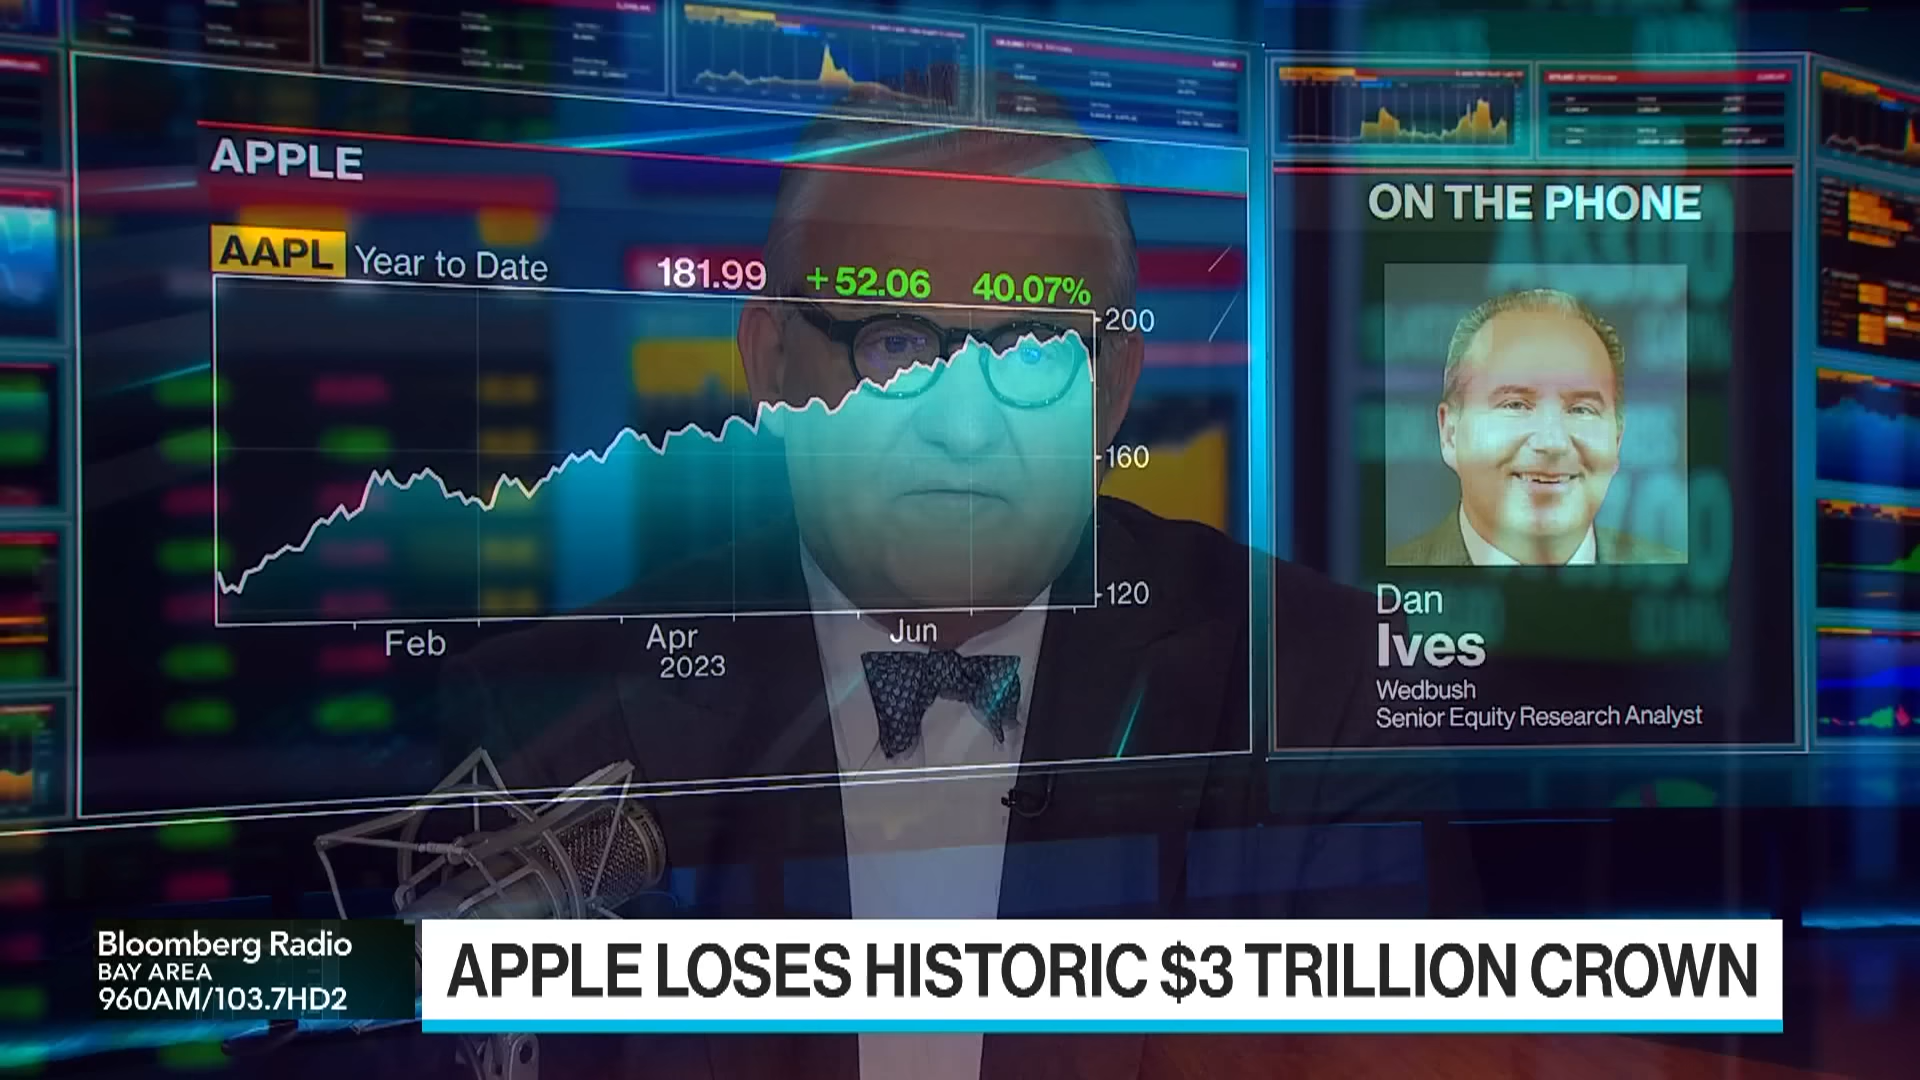 APPLE
AAPL Year to Date 181.99 +52.06 40.07%
200
160
120
Feb Apr Jun
2023
ON THE PHONE
Dan
Ives
Wedbush
Senior Equity Research Analyst
Bloomberg Radio
BAY AREA
960AM/103.7HD2
APPLE LOSES HISTORIC $3 TRILLION CROWN